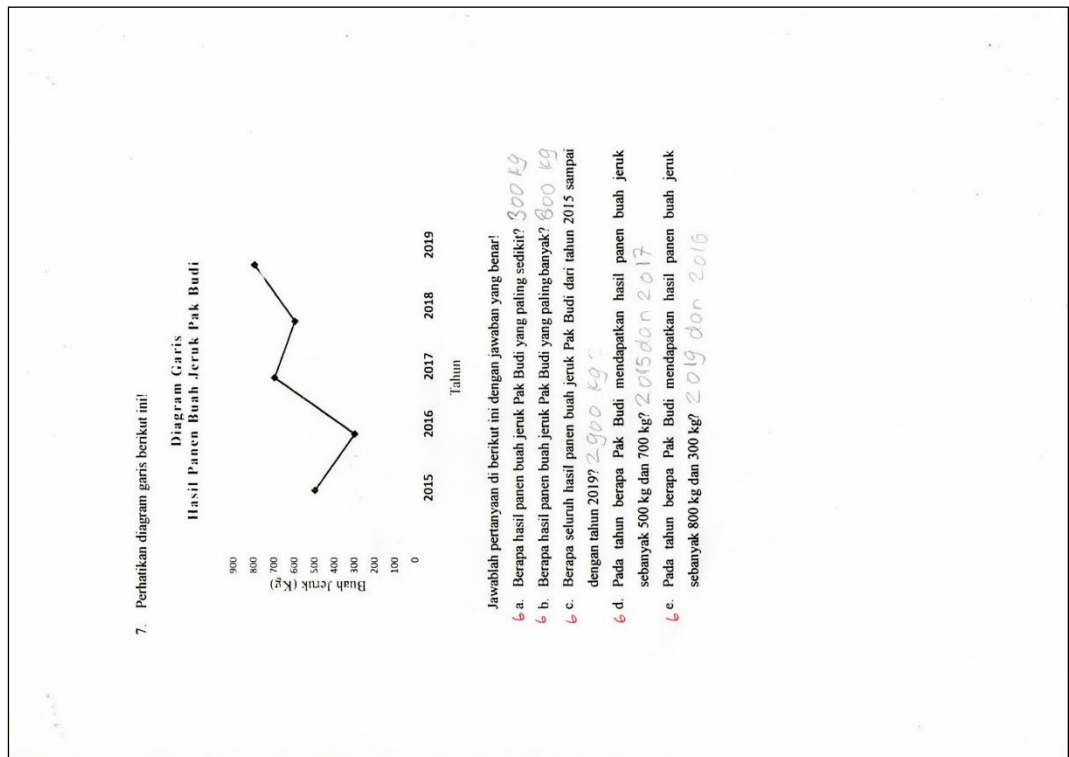 7. Perhatikan diagram garis berikut ini!
Diagram Garis
Hasil Panen Buah Jeruk Pak Budi
Buah Jeruk (Kg)
900
800
700
600
500
400
300
200
100
0
2015 2016 2017 2018 2019
Tahun
Jawablah pertanyaan di berikut ini dengan jawaban yang benar!
6 a. Berapa hasil panen buah jeruk Pak Budi yang paling sedikit? 300 kg
6 b. Berapa hasil panen buah jeruk Pak Budi yang palingbanyak? 800 kg
6 c. Berapa seluruh hasil panen buah jeruk Pak Budi dari tahun 2015 sampai
dengan tahun 2019? 2900 kg
6 d. Pada tahun berapa Pak Budi mendapatkan hasil panen buah jeruk
sebanyak 500 kg dan 700 kg? 2015 dan 2017
6 e. Pada tahun berapa Pak Budi mendapatkan hasil panen buah jeruk
sebanyak 800 kg dan 300 kg? 2019 dan 2016